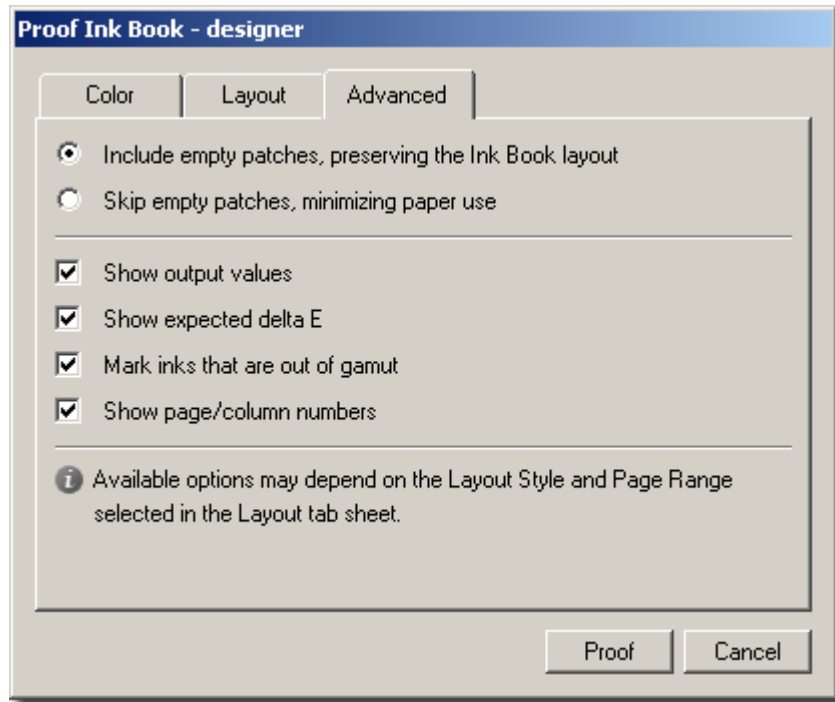 Proof Ink Book - designer
Color Layout Advanced
Include empty patches, preserving the Ink Book layout
Skip empty patches, minimizing paper use
Show output values
Show expected delta E
Mark inks that are out of gamut
Show page/column numbers
Available options may depend on the Layout Style and Page Range
selected in the Layout tab sheet.
Proof Cancel